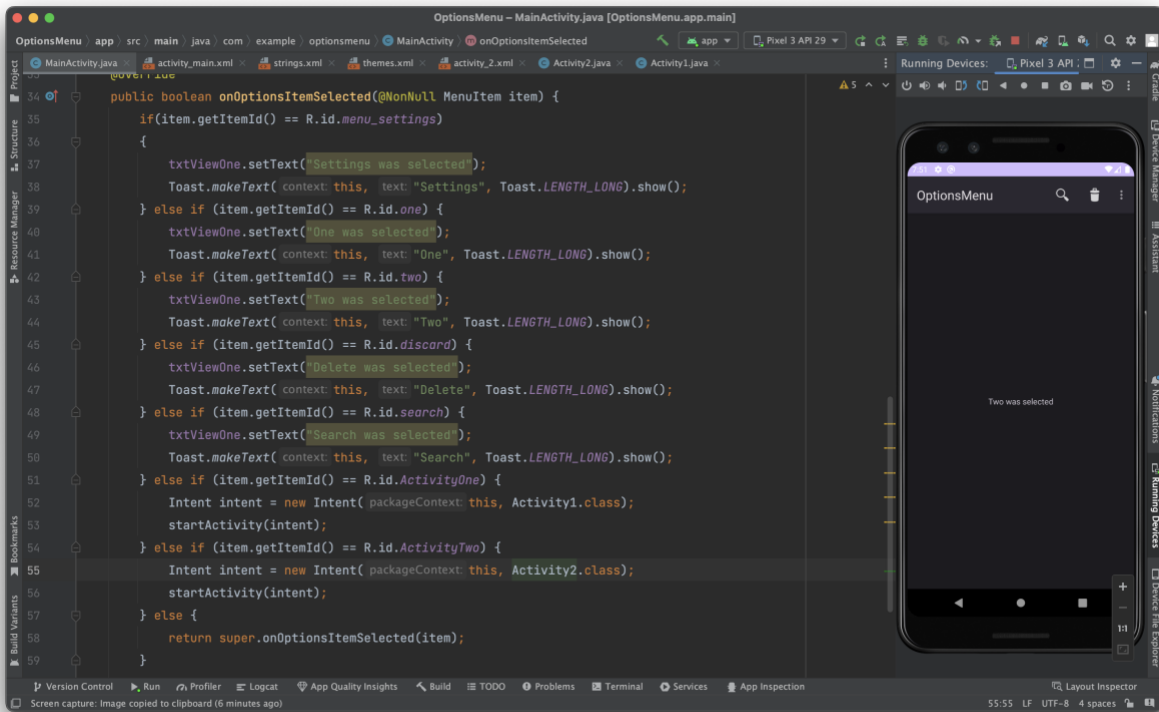 OptionsMenu – MainActivity.java [OptionsMenu.app.main]
OptionsMenu app src main java com example optionsmenu MainActivity onOptionsItemSelected
app Pixel 3 API 29
MainActivity.java activity_main.xml strings.xml themes.xml activity_2.xml Activity2.java Activity1.java
Running Devices: Pixel 3 API
33 @Override
5
34 public boolean onOptionsItemSelected(@NonNull MenuItem item) {
35 if(item.getItemId() == R.id.menu_settings)
36 {
37 txtViewOne.setText("Settings was selected");
38 Toast.makeText( context: this, text: "Settings", Toast.LENGTH_LONG).show();
39 } else if (item.getItemId() == R.id.one) {
40 txtViewOne.setText("One was selected");
41 Toast.makeText( context: this, text: "One", Toast.LENGTH_LONG).show();
42 } else if (item.getItemId() == R.id.two) {
43 txtViewOne.setText("Two was selected");
44 Toast.makeText( context: this, text: "Two", Toast.LENGTH_LONG).show();
45 } else if (item.getItemId() == R.id.discard) {
46 txtViewOne.setText("Delete was selected");
47 Toast.makeText( context: this, text: "Delete", Toast.LENGTH_LONG).show();
48 } else if (item.getItemId() == R.id.search) {
49 txtViewOne.setText("Search was selected");
50 Toast.makeText( context: this, text: "Search", Toast.LENGTH_LONG).show();
51 } else if (item.getItemId() == R.id.ActivityOne) {
52 Intent intent = new Intent( packageContext: this, Activity1.class);
53 startActivity(intent);
54 } else if (item.getItemId() == R.id.ActivityTwo) {
55 Intent intent = new Intent( packageContext: this, Activity2.class);
56 startActivity(intent);
57 } else {
58 return super.onOptionsItemSelected(item);
59 }
Project
Structure
Resource Manager
Bookmarks
Build Variants
7:51
OptionsMenu
Two was selected
1:1
Gradle
Device Manager
Assistant
Notifications
Running Devices
Device File Explorer
Version Control Run Profiler Logcat App Quality Insights Build TODO Problems Terminal Services App Inspection Layout Inspector
Screen capture: Image copied to clipboard (6 minutes ago) 55:55 LF UTF-8 4 spaces